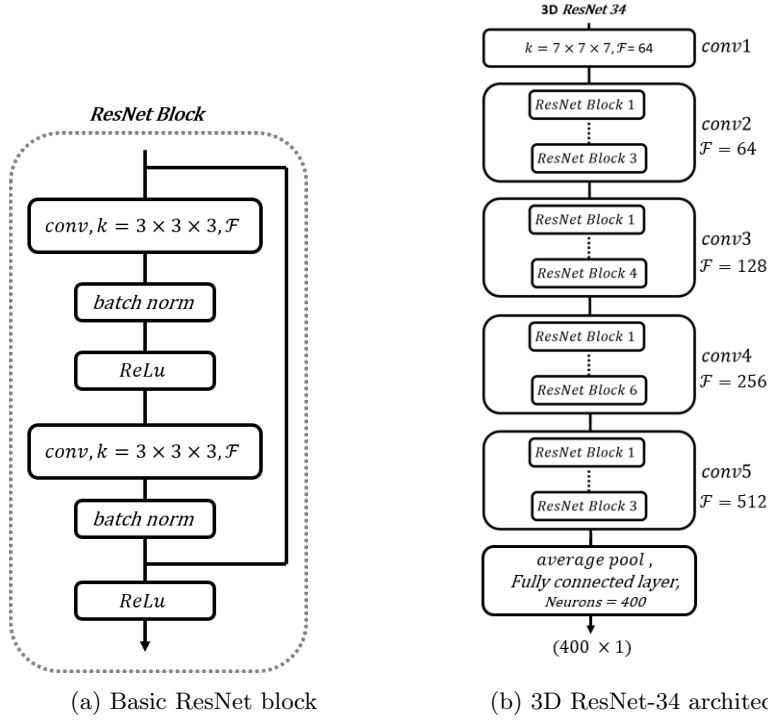 ResNet Block
conv, k = 3 × 3 × 3, ℱ
batch norm
ReLu
conv, k = 3 × 3 × 3, ℱ
batch norm
ReLu
(a) Basic ResNet block
3D ResNet 34
k = 7 × 7 × 7, ℱ= 64
conv1
ResNet Block 1
ResNet Block 3
conv2
ℱ = 64
ResNet Block 1
ResNet Block 4
conv3
ℱ = 128
ResNet Block 1
ResNet Block 6
conv4
ℱ = 256
ResNet Block 1
ResNet Block 3
conv5
ℱ = 512
average pool ,
Fully connected layer,
Neurons = 400
(400 × 1)
(b) 3D ResNet-34 architec